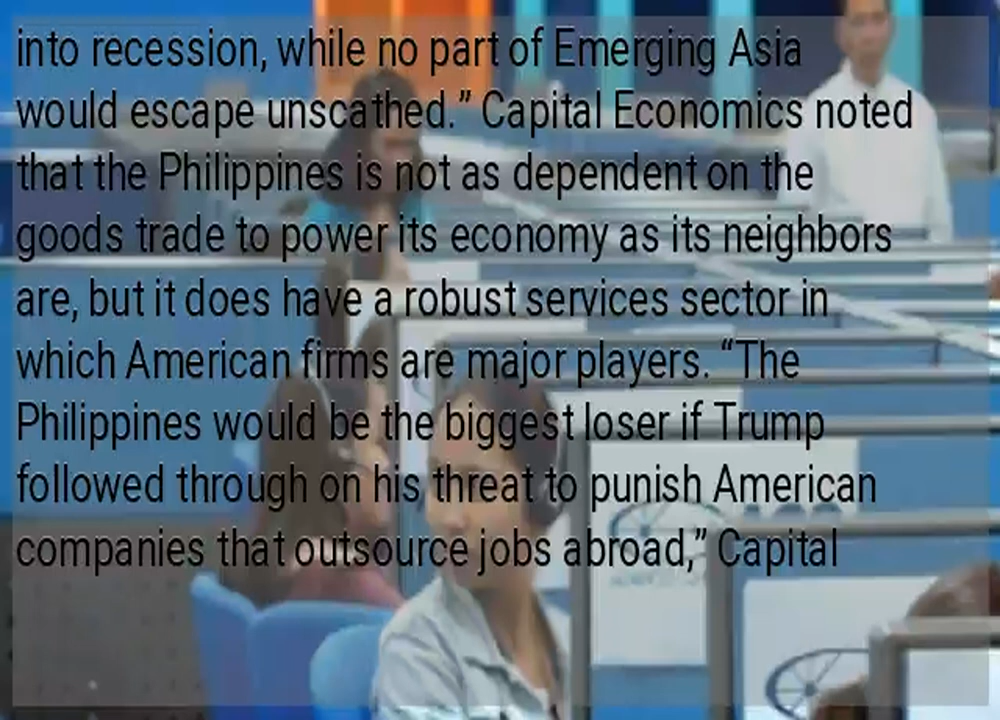 into recession, while no part of Emerging Asia
would escape unscathed.” Capital Economics noted
that the Philippines is not as dependent on the
goods trade to power its economy as its neighbors
are, but it does have a robust services sector in
which American firms are major players. “The
Philippines would be the biggest loser if Trump
followed through on his threat to punish American
companies that outsource jobs abroad,” Capital